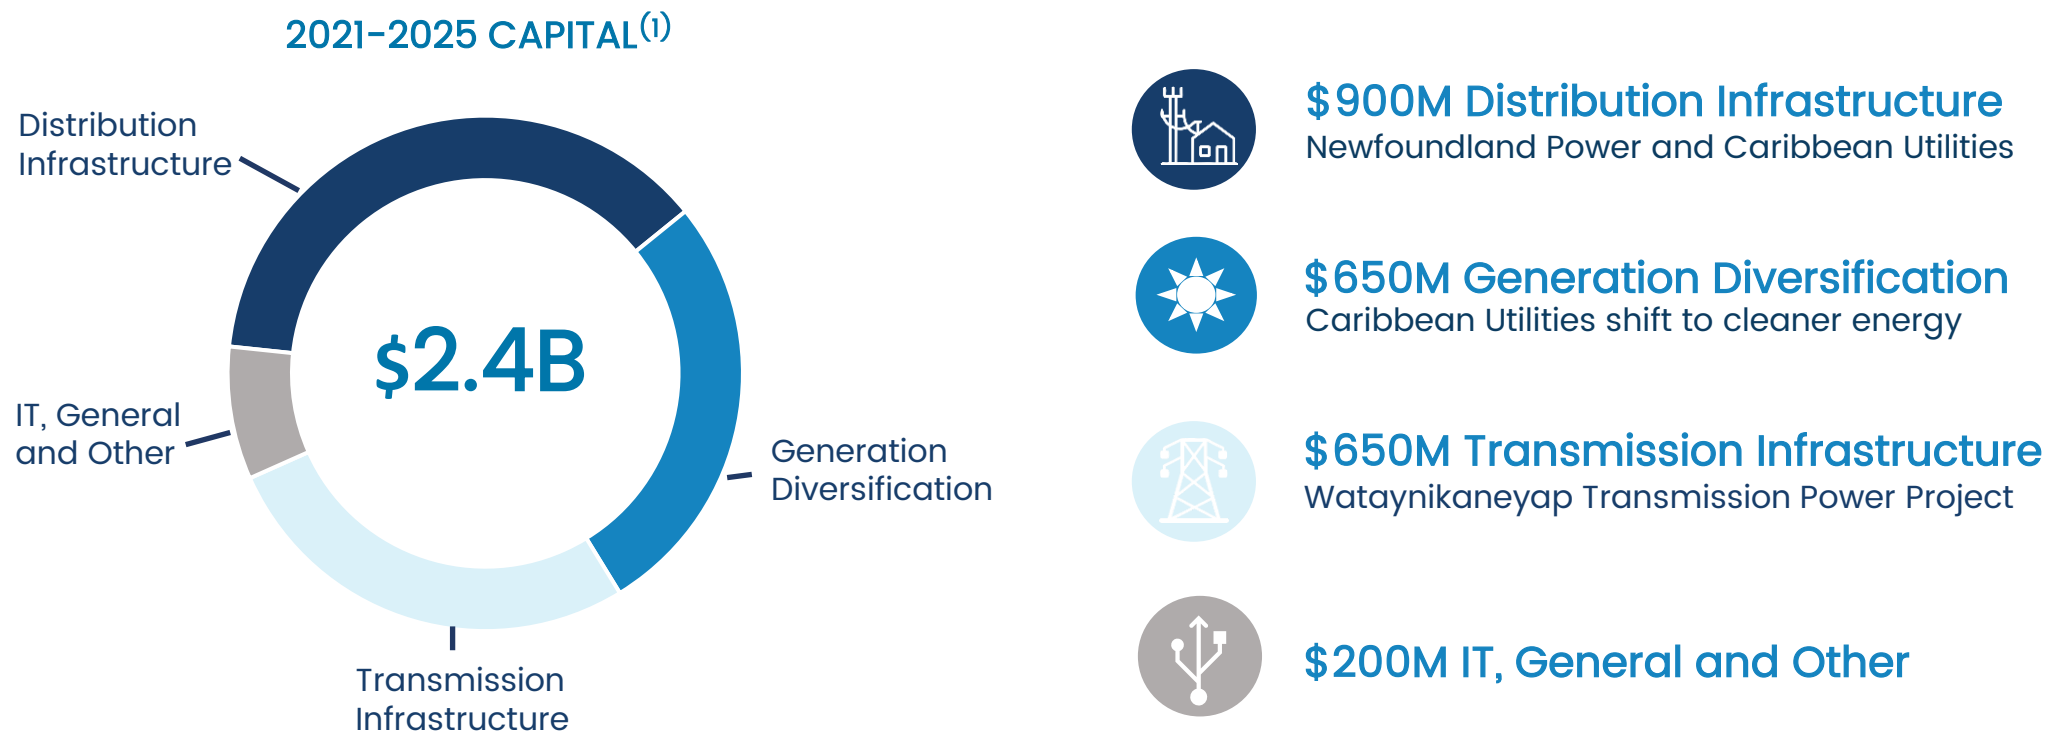 2021-2025 CAPITAL(1)
Distribution
Infrastructure
IT, General
and Other
$2.4B
Generation
Diversification
Transmission
Infrastructure
$900M Distribution Infrastructure
Newfoundland Power and Caribbean Utilities
$650M Generation Diversification
Caribbean Utilities shift to cleaner energy
$650M Transmission Infrastructure
Wataynikaneyap Transmission Power Project
$200M IT, General and Other